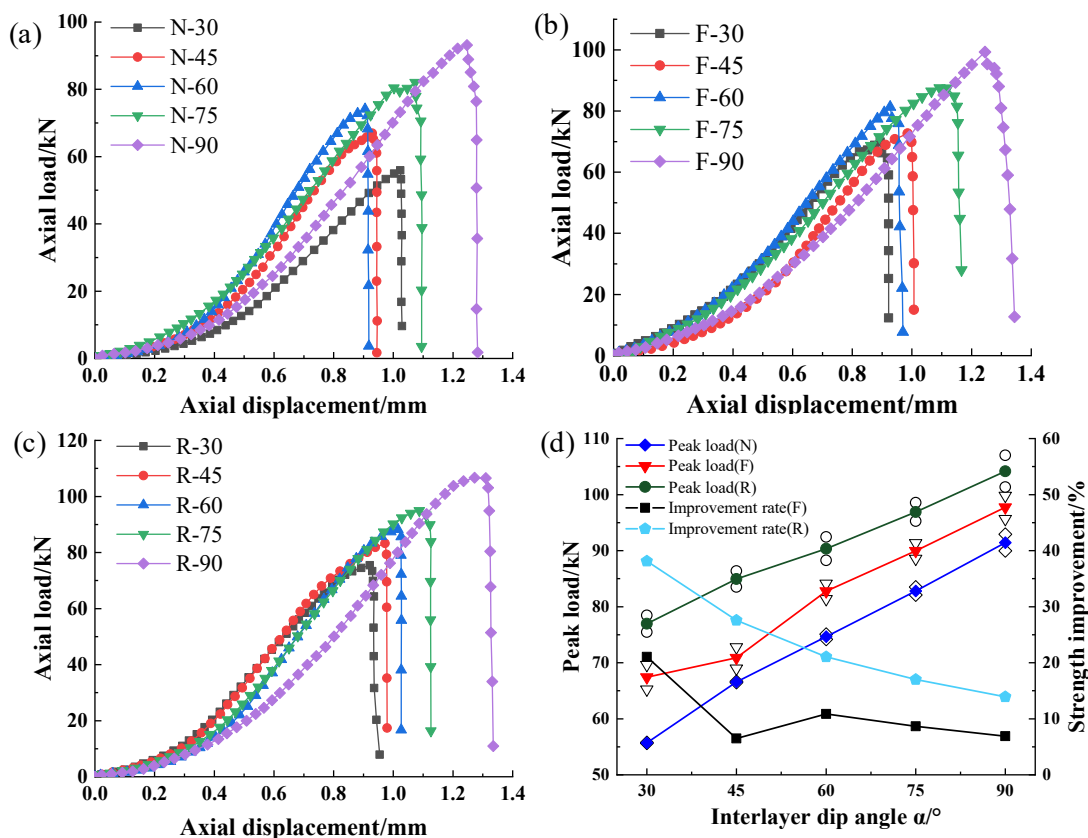 (a)
N-30
N-45
N-60
N-75
N-90
100
80
60
40
20
0
Axial load/kN
0.0 0.2 0.4 0.6 0.8 1.0 1.2 1.4
Axial displacement/mm
(b)
F-30
F-45
F-60
F-75
F-90
100
80
60
40
20
0
Axial load/kN
0.0 0.2 0.4 0.6 0.8 1.0 1.2 1.4
Axial displacement/mm
(c)
R-30
R-45
R-60
R-75
R-90
120
100
80
60
40
20
0
Axial load/kN
0.0 0.2 0.4 0.6 0.8 1.0 1.2 1.4
Axial displacement/mm
(d)
Peak load(N)
Peak load(F)
Peak load(R)
Improvement rate(F)
Improvement rate(R)
110
100
90
80
70
60
50
Peak load/kN
60
50
40
30
20
10
0
Strength improvement/%
30 45 60 75 90
Interlayer dip angle α/°